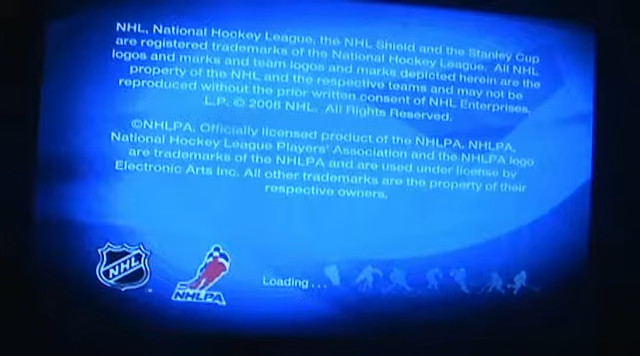 NHL, National Hockey League, the NHL Shield and the Stanley Cup
are registered trademarks of the National Hockey League. All NHL
logos and marks and team logos and marks depicted herein are the
property of the NHL and the respective teams and may not be
reproduced without the prior written consent of NHL Enterprises,
L.P. © 2008 NHL. All Rights Reserved.
©NHLPA. Officially licensed product of the NHLPA. NHLPA,
National Hockey League Players' Association and the NHLPA logo
are trademarks of the NHLPA and are used under license by
Electronic Arts Inc. All other trademarks are the property of their
respective owners.
NHL
NHLPA
Loading...